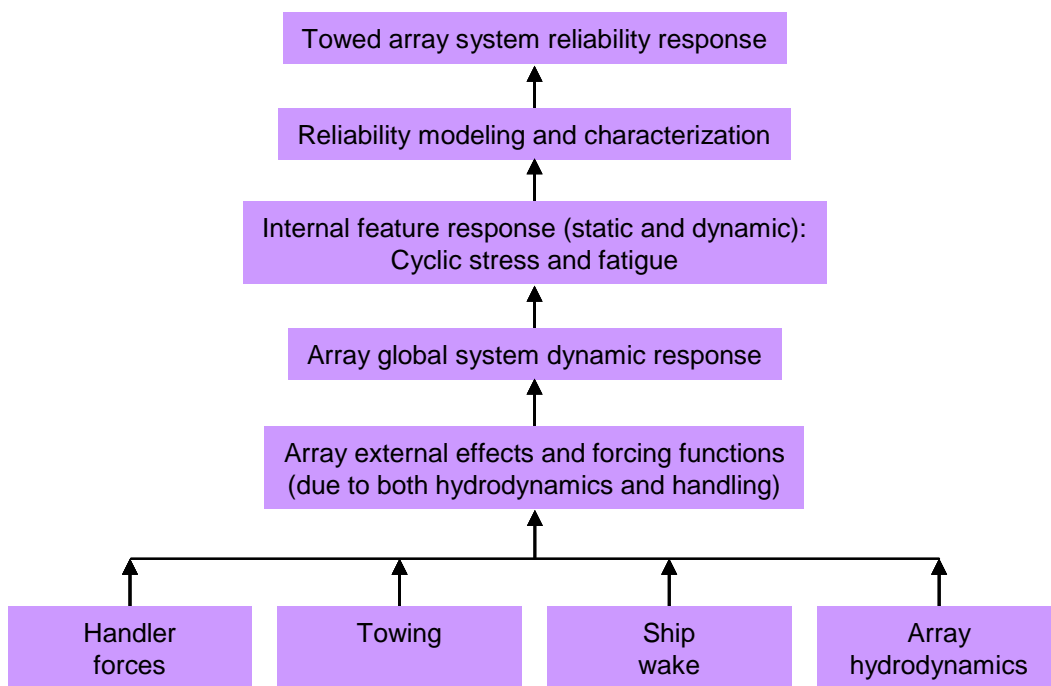 Towed array system reliability response
Reliability modeling and characterization
Internal feature response (static and dynamic):
Cyclic stress and fatigue
Array global system dynamic response
Array external effects and forcing functions
(due to both hydrodynamics and handling)
Handler
forces
Towing
Ship
wake
Array
hydrodynamics